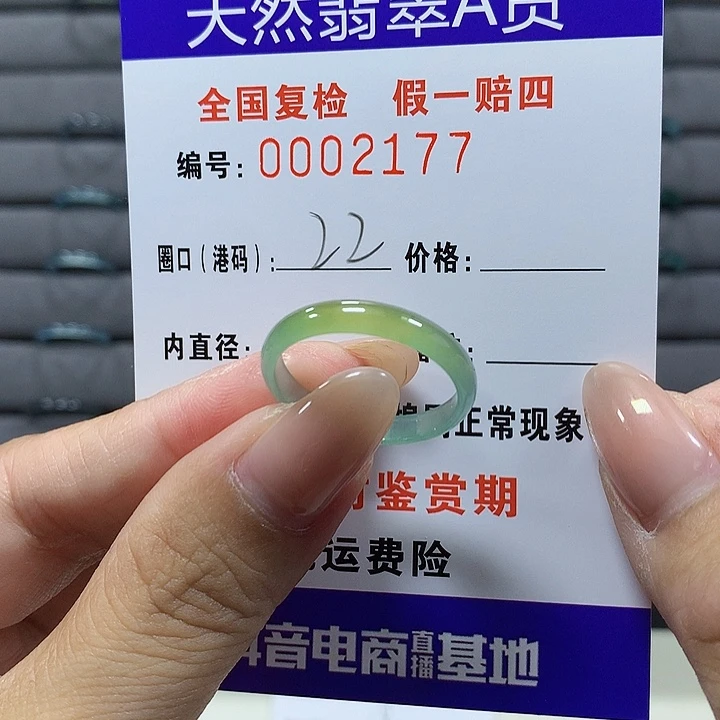 天然翡翠A货
全国复检 假一赔四
编号: 0002177
圈口(港码): 22 价格:
内直径: :
正常现象
鉴赏期
运费险
音电商直播基地